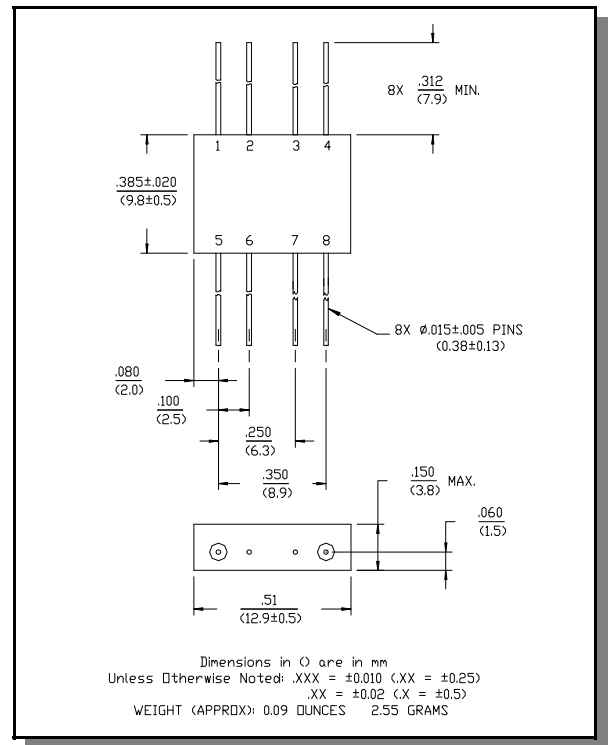 .312
8X MIN.
(7.9)
1 2 3 4
.385±.020
(9.8±0.5)
5 6 7 8
8X Ø.015±.005 PINS
(0.38±0.13)
.080
(2.0)
.100
(2.5)
.250
(6.3)
.350
(8.9)
.150
MAX.
(3.8)
.060
(1.5)
.51
(12.9±0.5)
Dimensions in () are in mm
Unless Otherwise Noted: .XXX = ±0.010 (.XX = ±0.25)
.XX = ±0.02 (.X = ±0.5)
WEIGHT (APPROX): 0.09 OUNCES 2.55 GRAMS